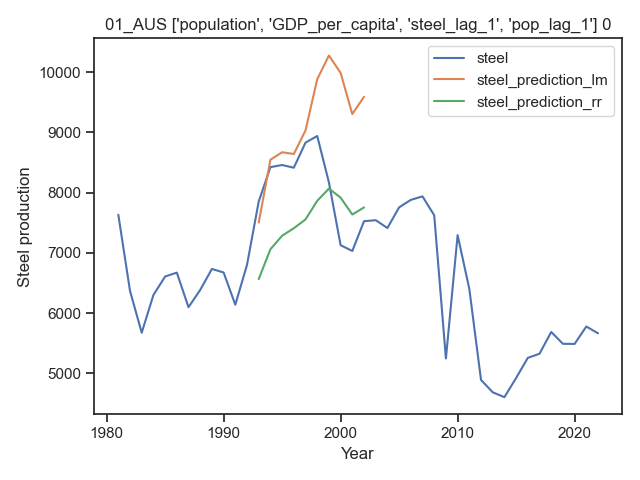 01_AUS ['population', 'GDP_per_capita', 'steel_lag_1', 'pop_lag_1'] 0
steel
steel_prediction_lm
steel_prediction_rr
10000
9000
8000
7000
6000
5000
Steel production
1980
1990
2000
2010
2020
Year